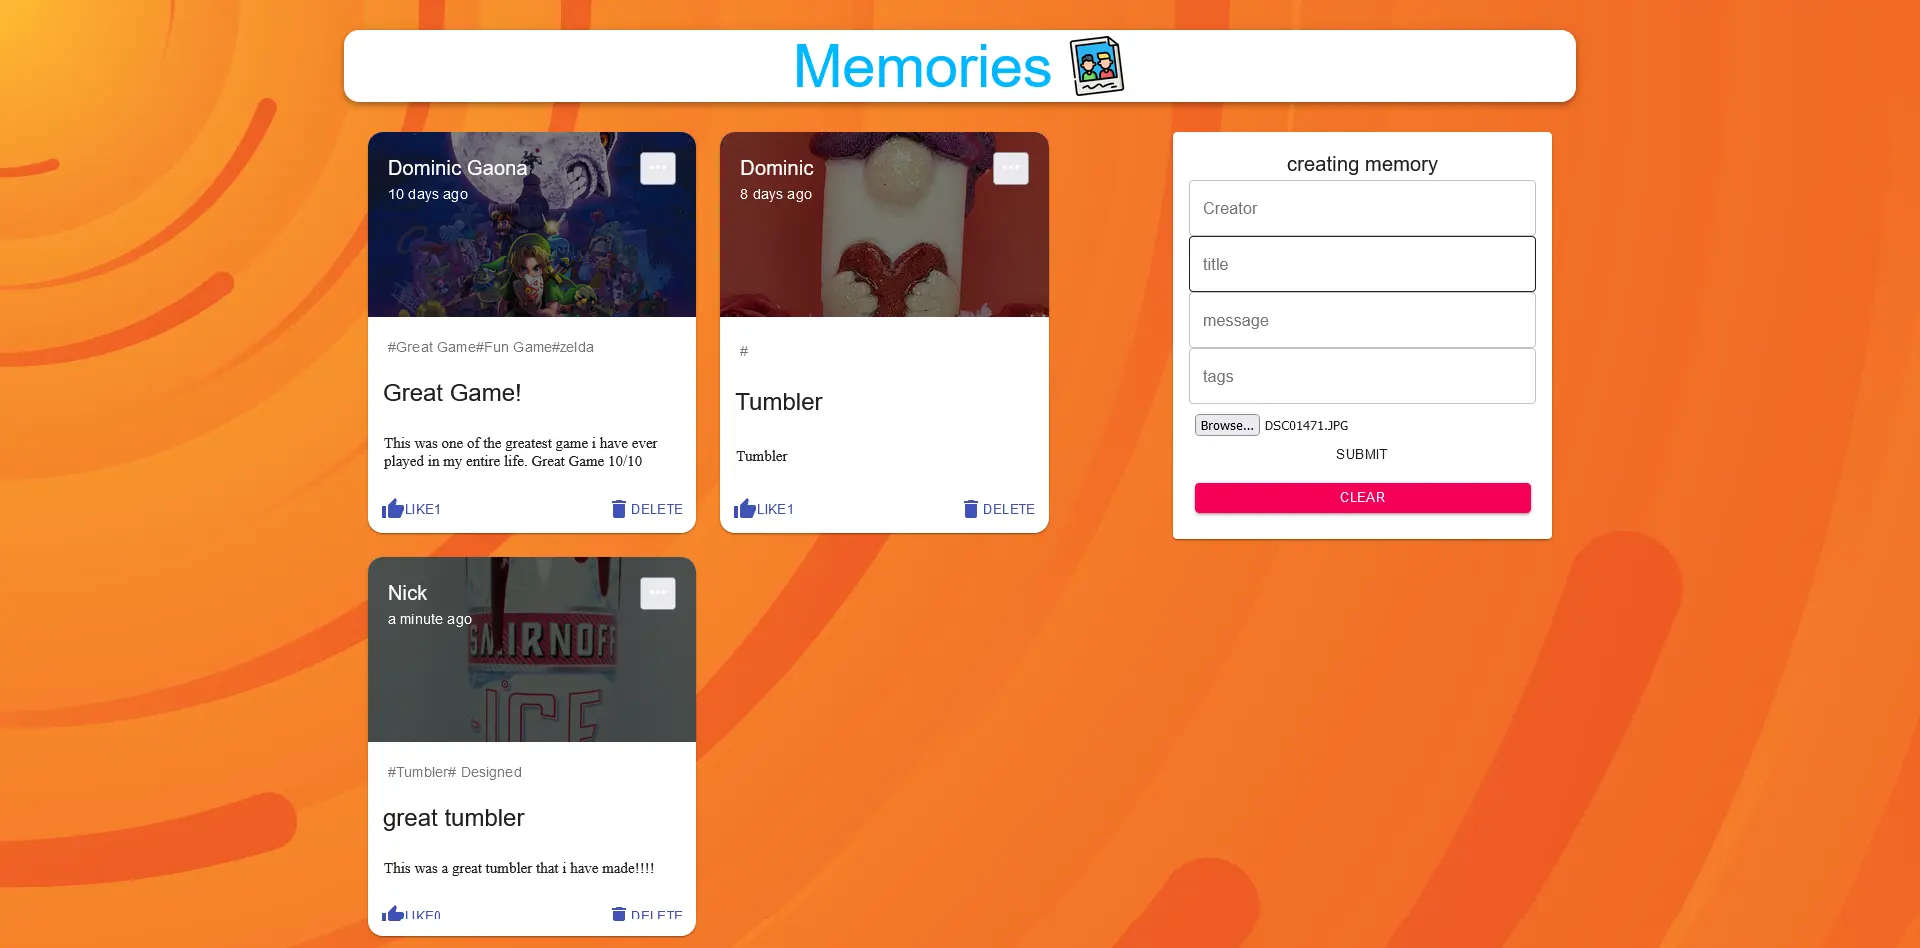 Memories
Dominic Gaona
10 days ago
#Great Game#Fun Game#zelda
Great Game!
This was one of the greatest game i have ever
played in my entire life. Great Game 10/10
LIKE1
DELETE
Dominic
8 days ago
#
Tumbler
Tumbler
LIKE1
DELETE
Nick
a minute ago
SMIRNOFF
ICE
#Tumbler# Designed
great tumbler
This was a great tumbler that i have made!!!!
LIKE0
DELETE
creating memory
Creator
title
message
tags
Browse... DSC01471.JPG
SUBMIT
CLEAR